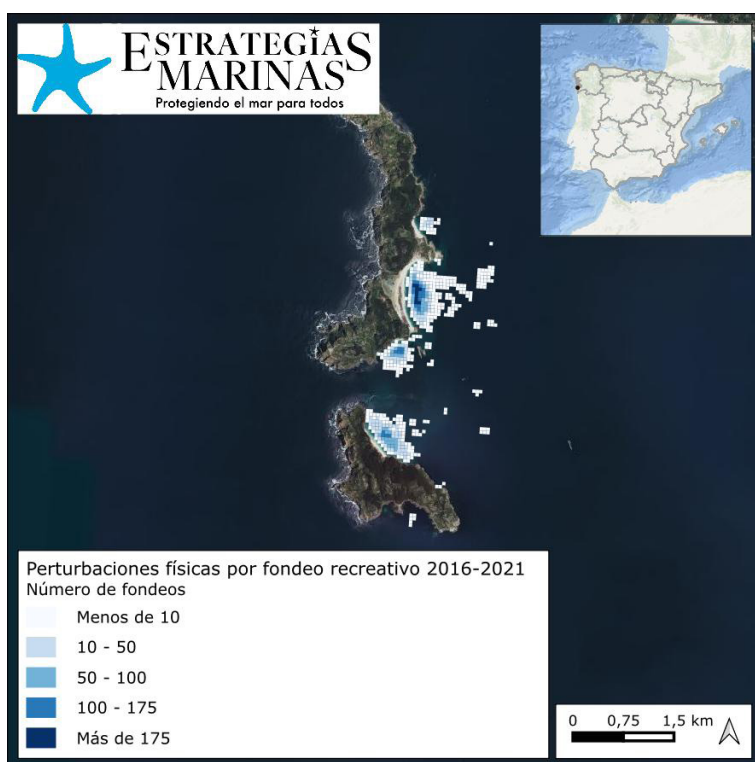 ESTRATEGIAS
MARINAS
Protegiendo el mar para todos
Perturbaciones físicas por fondeo recreativo 2016-2021
Número de fondeos
Menos de 10
10 - 50
50 - 100
100 - 175
Más de 175
0 0,75 1,5 km